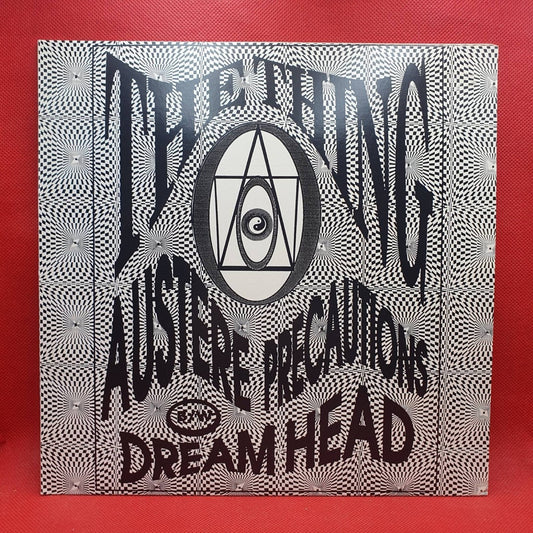 THE THING
AUSTERE PRECAUTIONS
B/W
DREAM HEAD